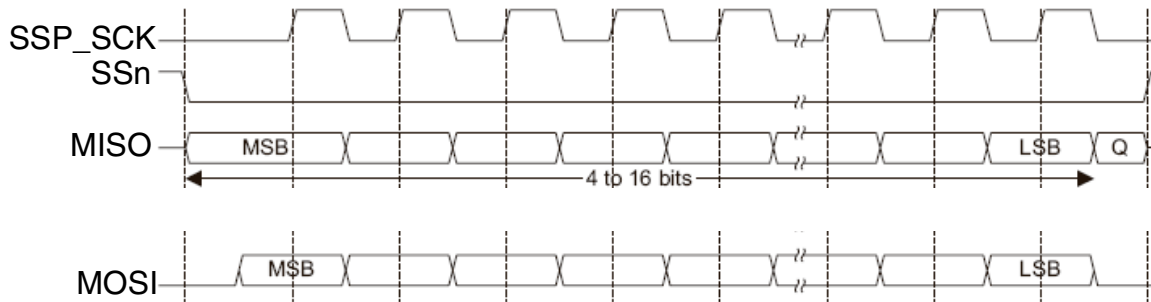 SSP_SCK
SSn
MISO MSB LSB Q
4 to 16 bits
MOSI MSB LSB